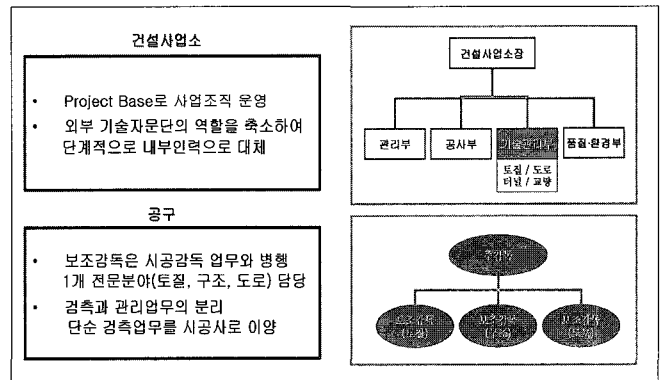 건설사업소
• Project Base로 사업조직 운영
• 외부 기술자문단의 역할을 축소하여
단계적으로 내부인력으로 대체
건설사업소장
관리부
공사부
품질·환경부
토질 / 도로
터널 / 교량
공구
• 보조감독은 시공감독 업무와 병행
1개 전문분야(토질, 구조, 도로) 담당
• 검측과 관리업무의 분리
단순 검측업무를 시공사로 이양